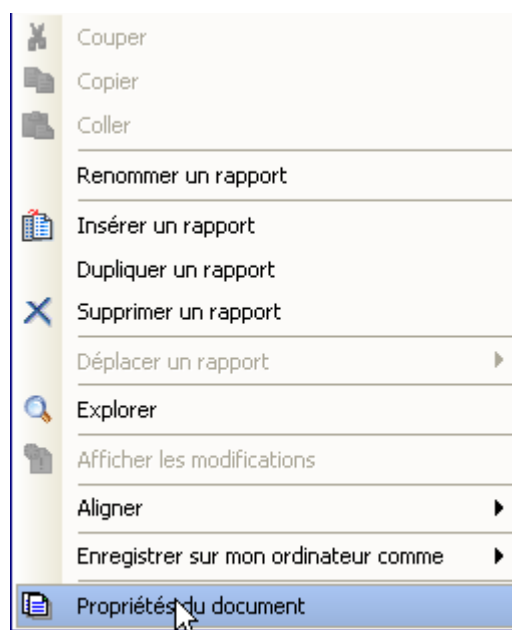 Couper
Copier
Coller
Renommer un rapport
Insérer un rapport
Dupliquer un rapport
Supprimer un rapport
Déplacer un rapport
Explorer
Afficher les modifications
Aligner
Enregistrer sur mon ordinateur comme
Propriétés du document